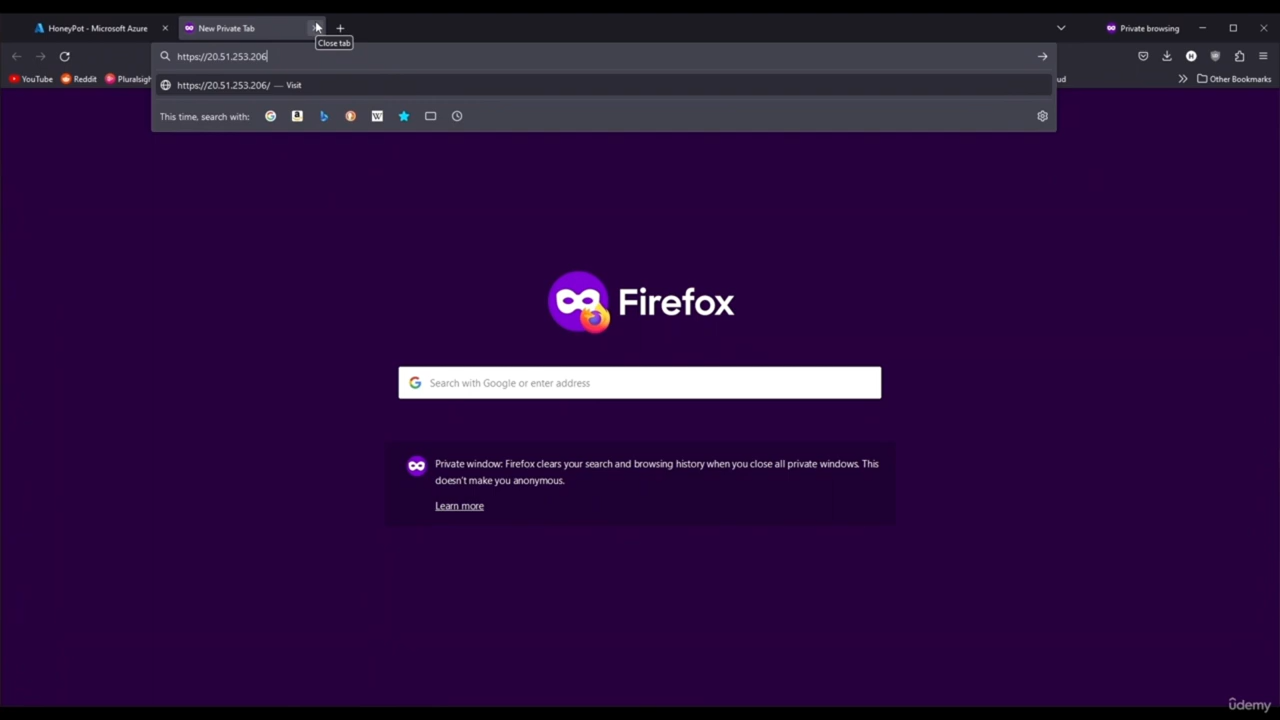 HoneyPot - Microsoft Azure
New Private Tab
Private browsing
Close tab
https://20.51.253.206
YouTube
Reddit
Pluralsigh
Other Bookmarks
https://20.51.253.206/ — Visit
This time, search with:
Firefox
Search with Google or enter address
Private window: Firefox clears your search and browsing history when you close all private windows. This
doesn't make you anonymous.
Learn more
ûdemy